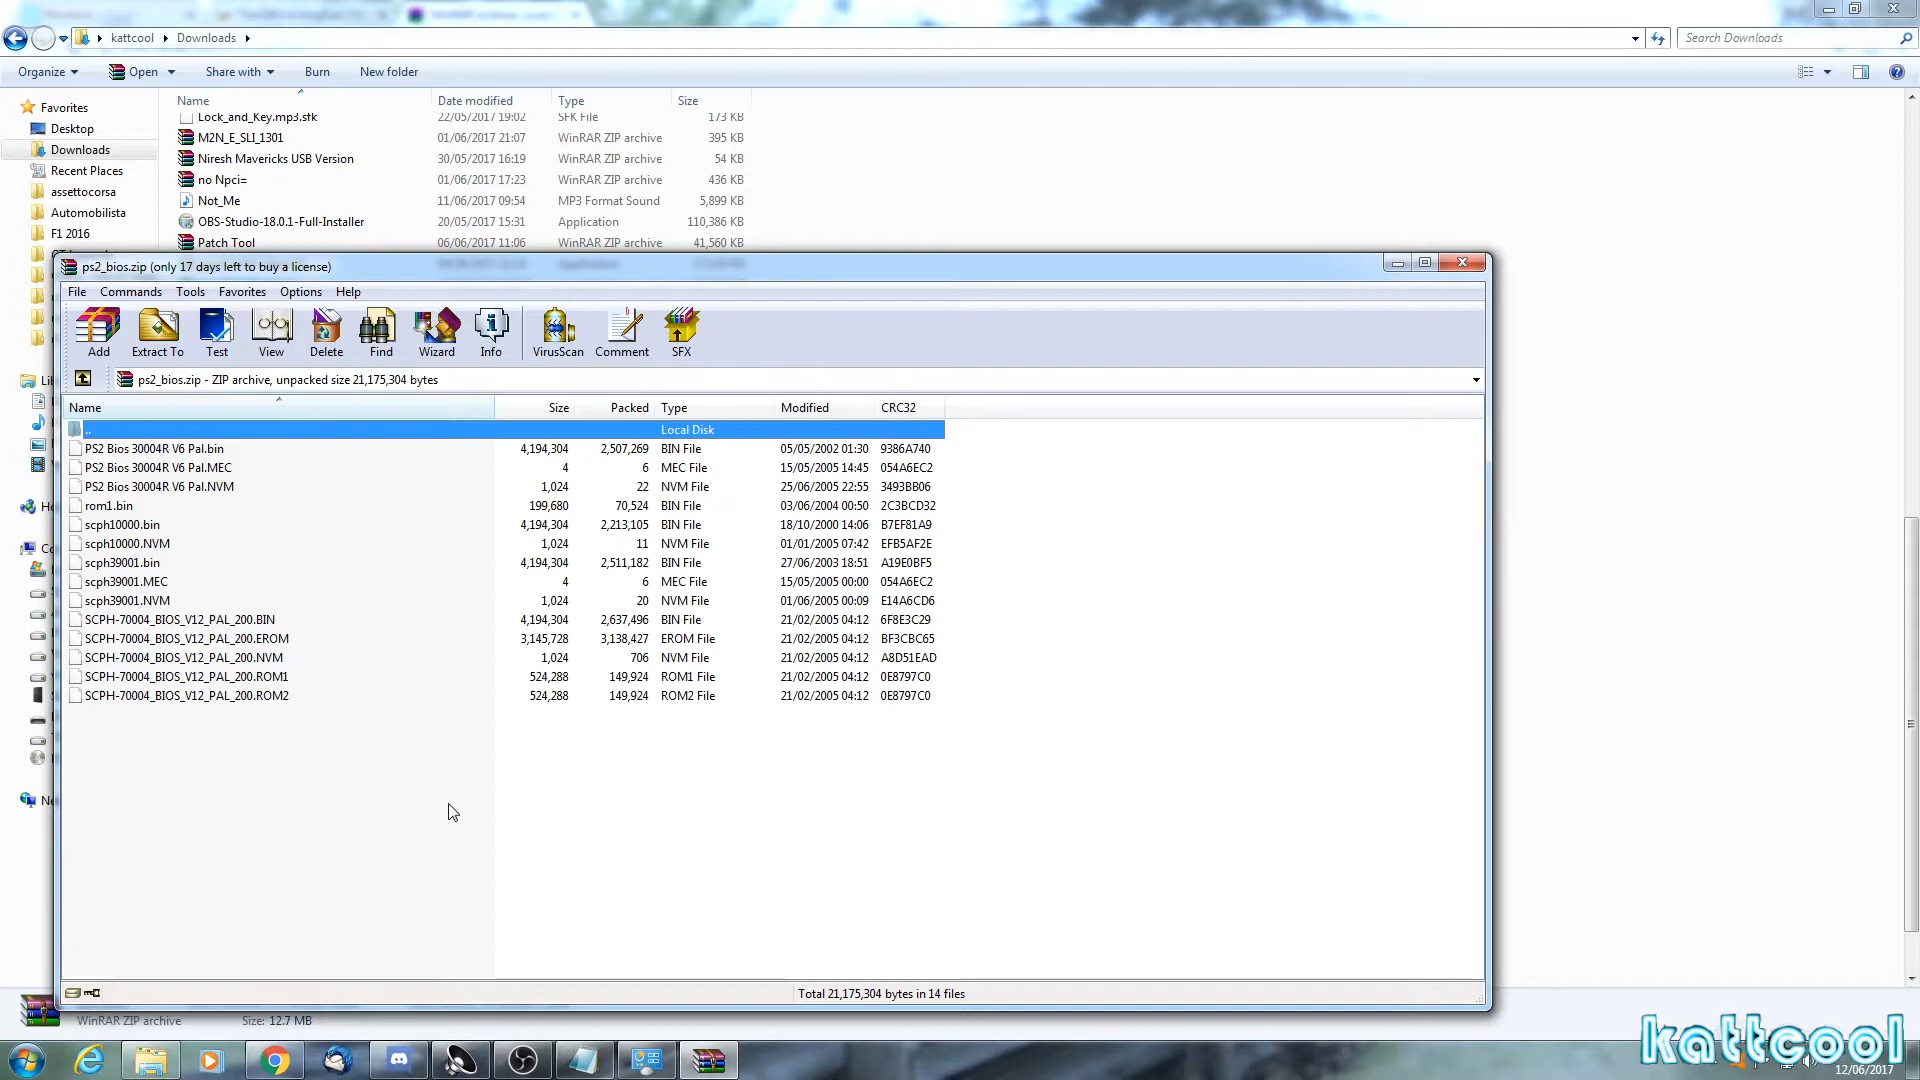 kattcool Downloads
Search Downloads
Organize Open Share with Burn New folder
Name Date modified Type Size
Favorites
Desktop
Downloads
Recent Places
assettocorsa
Automobilista
F1 2016
Lock_and_Key.mp3.sfk 22/05/2017 19:02 SFK File 173 KB
M2N_E_SLI_1301 01/06/2017 21:07 WinRAR ZIP archive 395 KB
Niresh Mavericks USB Version 30/05/2017 16:19 WinRAR ZIP archive 54 KB
no Npci= 01/06/2017 17:23 WinRAR ZIP archive 436 KB
Not_Me 11/06/2017 09:54 MP3 Format Sound 5,899 KB
OBS-Studio-18.0.1-Full-Installer 20/05/2017 15:31 Application 110,386 KB
Patch Tool 06/06/2017 11:06 WinRAR ZIP archive 41,560 KB
ps2_bios.zip (only 17 days left to buy a license)
File Commands Tools Favorites Options Help
Add Extract To Test View Delete Find Wizard Info VirusScan Comment SFX
ps2_bios.zip - ZIP archive, unpacked size 21,175,304 bytes
Name Size Packed Type Modified CRC32
.. Local Disk
PS2 Bios 30004R V6 Pal.bin 4,194,304 2,507,269 BIN File 05/05/2002 01:30 9386A740
PS2 Bios 30004R V6 Pal.MEC 4 6 MEC File 15/05/2005 14:45 054A6EC2
PS2 Bios 30004R V6 Pal.NVM 1,024 22 NVM File 25/06/2005 22:55 3493BB06
rom1.bin 199,680 70,524 BIN File 03/06/2004 00:50 2C3BCD32
scph10000.bin 4,194,304 2,213,105 BIN File 18/10/2000 14:06 B7EF81A9
scph10000.NVM 1,024 11 NVM File 01/01/2005 07:42 EFB5AF2E
scph39001.bin 4,194,304 2,511,182 BIN File 27/06/2003 18:51 A19E0BF5
scph39001.MEC 4 6 MEC File 15/05/2005 00:00 054A6EC2
scph39001.NVM 1,024 20 NVM File 01/06/2005 00:09 E14A6CD6
SCPH-70004_BIOS_V12_PAL_200.BIN 4,194,304 2,637,496 BIN File 21/02/2005 04:12 6F8E3C29
SCPH-70004_BIOS_V12_PAL_200.EROM 3,145,728 3,138,427 EROM File 21/02/2005 04:12 BF3CBC65
SCPH-70004_BIOS_V12_PAL_200.NVM 1,024 706 NVM File 21/02/2005 04:12 A8D51EAD
SCPH-70004_BIOS_V12_PAL_200.ROM1 524,288 149,924 ROM1 File 21/02/2005 04:12 0E8797C0
SCPH-70004_BIOS_V12_PAL_200.ROM2 524,288 149,924 ROM2 File 21/02/2005 04:12 0E8797C0
Total 21,175,304 bytes in 14 files
WinRAR ZIP archive Size: 12.7 MB
kattcool
12/06/2017